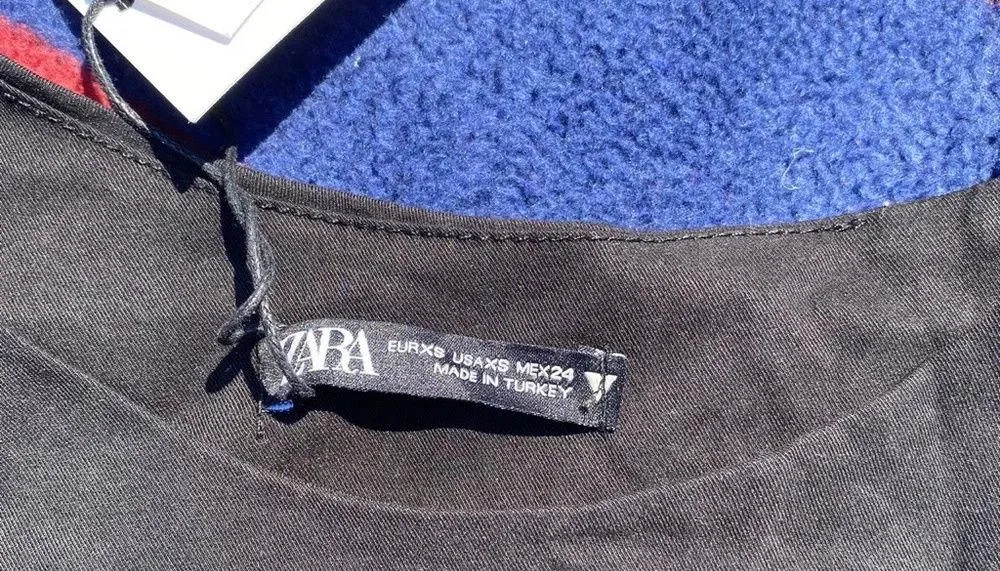 ZARA
EURXS USAXS MEX24
MADE IN TURKEY